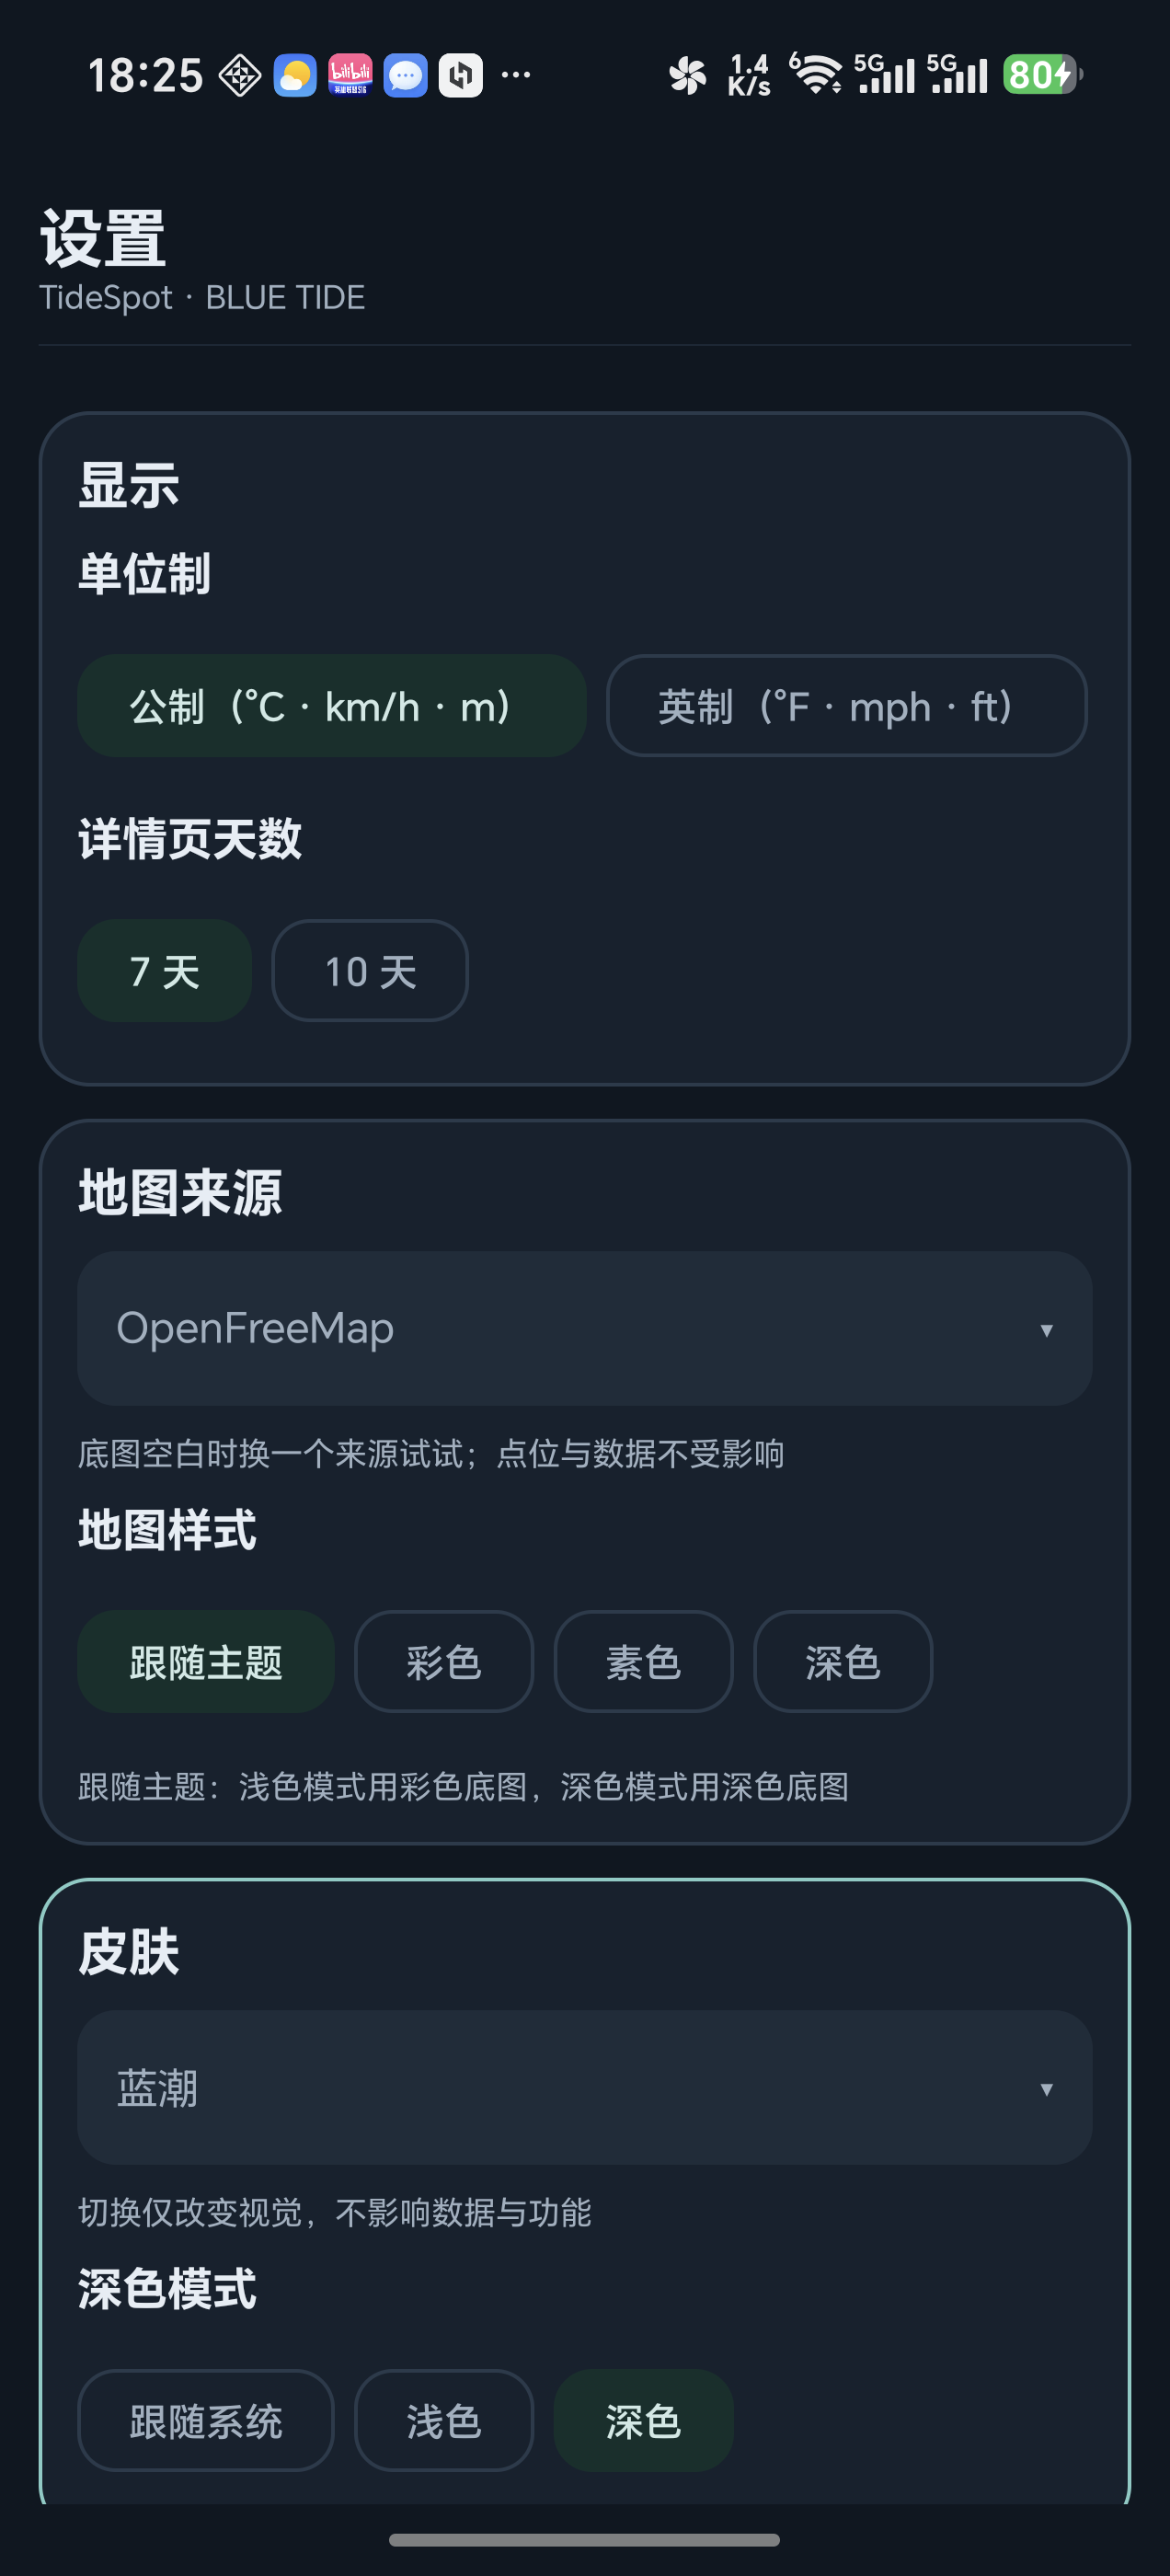 18:25
bilibili
1.4
K/s
6
5G
5G
80
设置
TideSpot · BLUE TIDE
显示
单位制
公制（°C · km/h · m）
英制（°F · mph · ft）
详情页天数
7 天
10 天
地图来源
OpenFreeMap
底图空白时换一个来源试试；点位与数据不受影响
地图样式
跟随主题
彩色
素色
深色
跟随主题：浅色模式用彩色底图，深色模式用深色底图
皮肤
蓝潮
切换仅改变视觉，不影响数据与功能
深色模式
跟随系统
浅色
深色